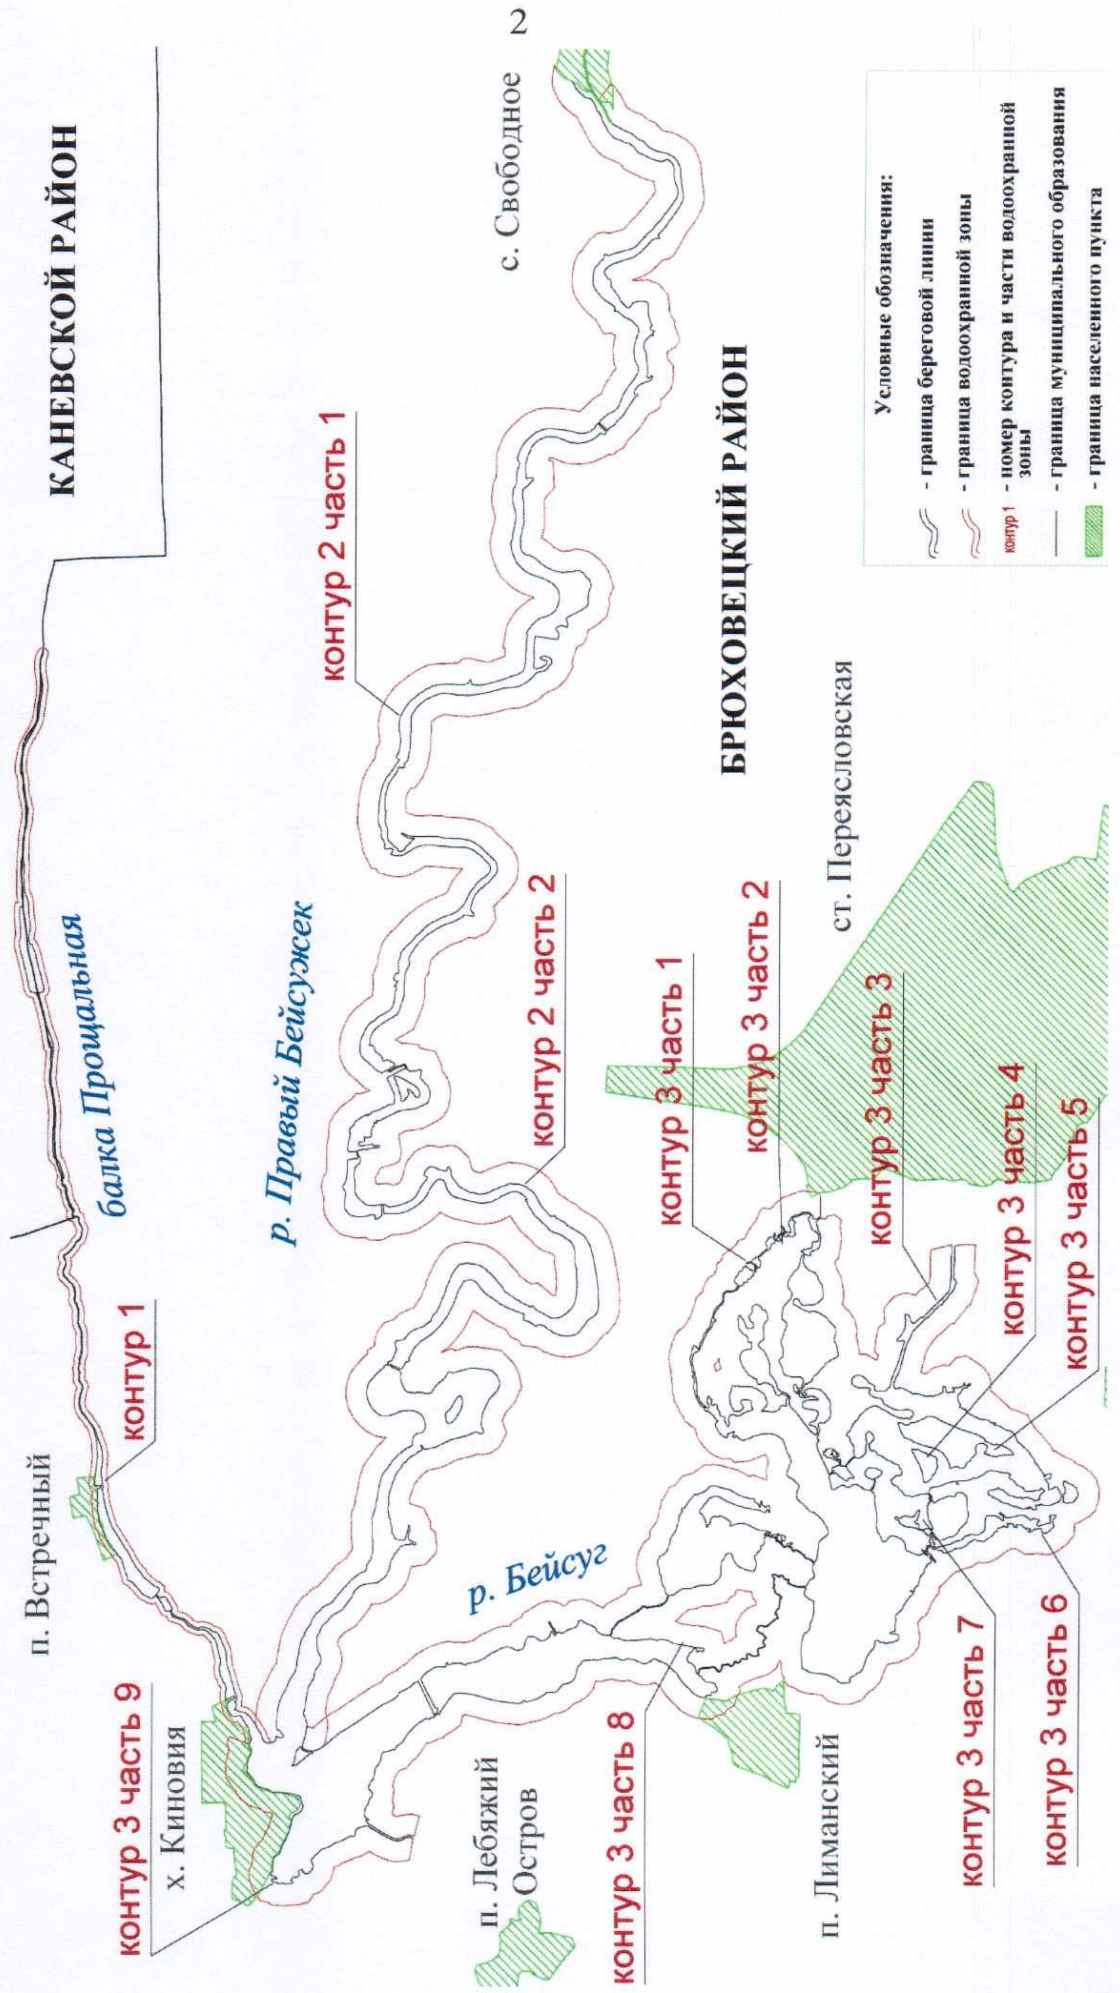 2
КАНЕВСКОЙ РАЙОН
п. Встречный
балка Прощальная
контур 1
контур 3 часть 9
х. Киновия
р. Правый Бейсужек
контур 2 часть 1
с. Свободное
контур 2 часть 2
п. Лебяжий
Остров
р. Бейсуг
контур 3 часть 8
контур 3 часть 1
контур 3 часть 2
БРЮХОВЕЦКИЙ РАЙОН
п. Лиманский
ст. Переясловская
контур 3 часть 3
контур 3 часть 7
контур 3 часть 4
контур 3 часть 6
контур 3 часть 5
Условные обозначения:
- граница береговой линии
- граница водоохранной зоны
контур 1 - номер контура и части водоохранной
зоны
- граница муниципального образования
- граница населенного пункта